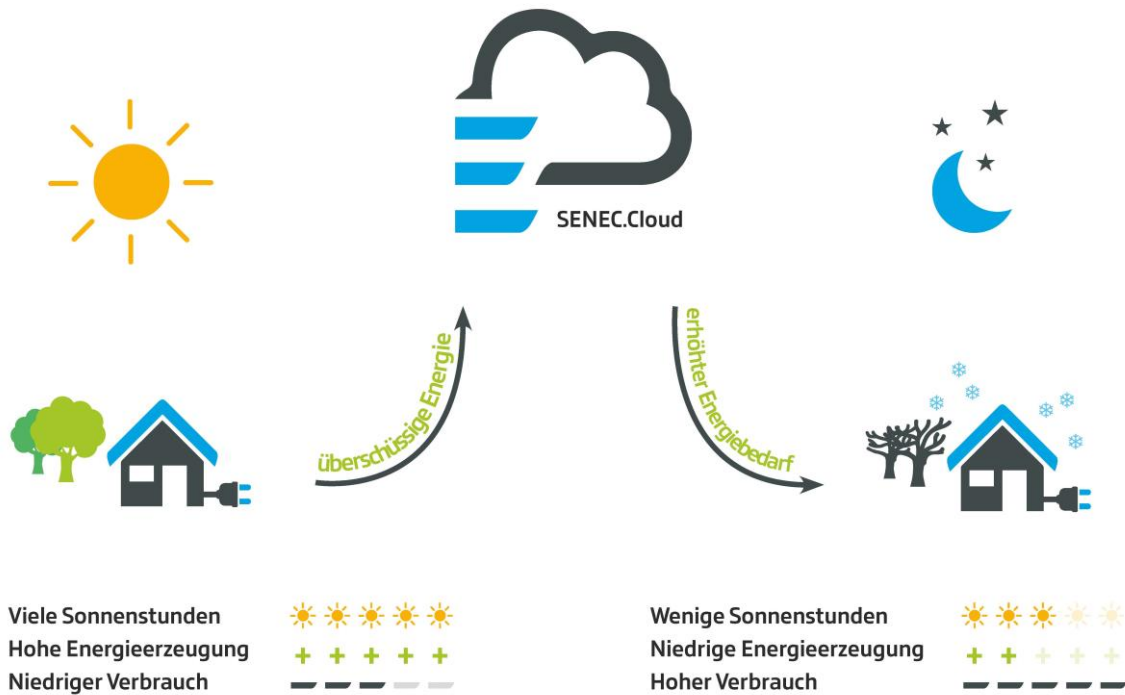 SENEC.Cloud
überschüssige Energie
erhöhter Energiebedarf
Viele Sonnenstunden
Hohe Energieerzeugung
Niedriger Verbrauch
Wenige Sonnenstunden
Niedrige Energieerzeugung
Hoher Verbrauch